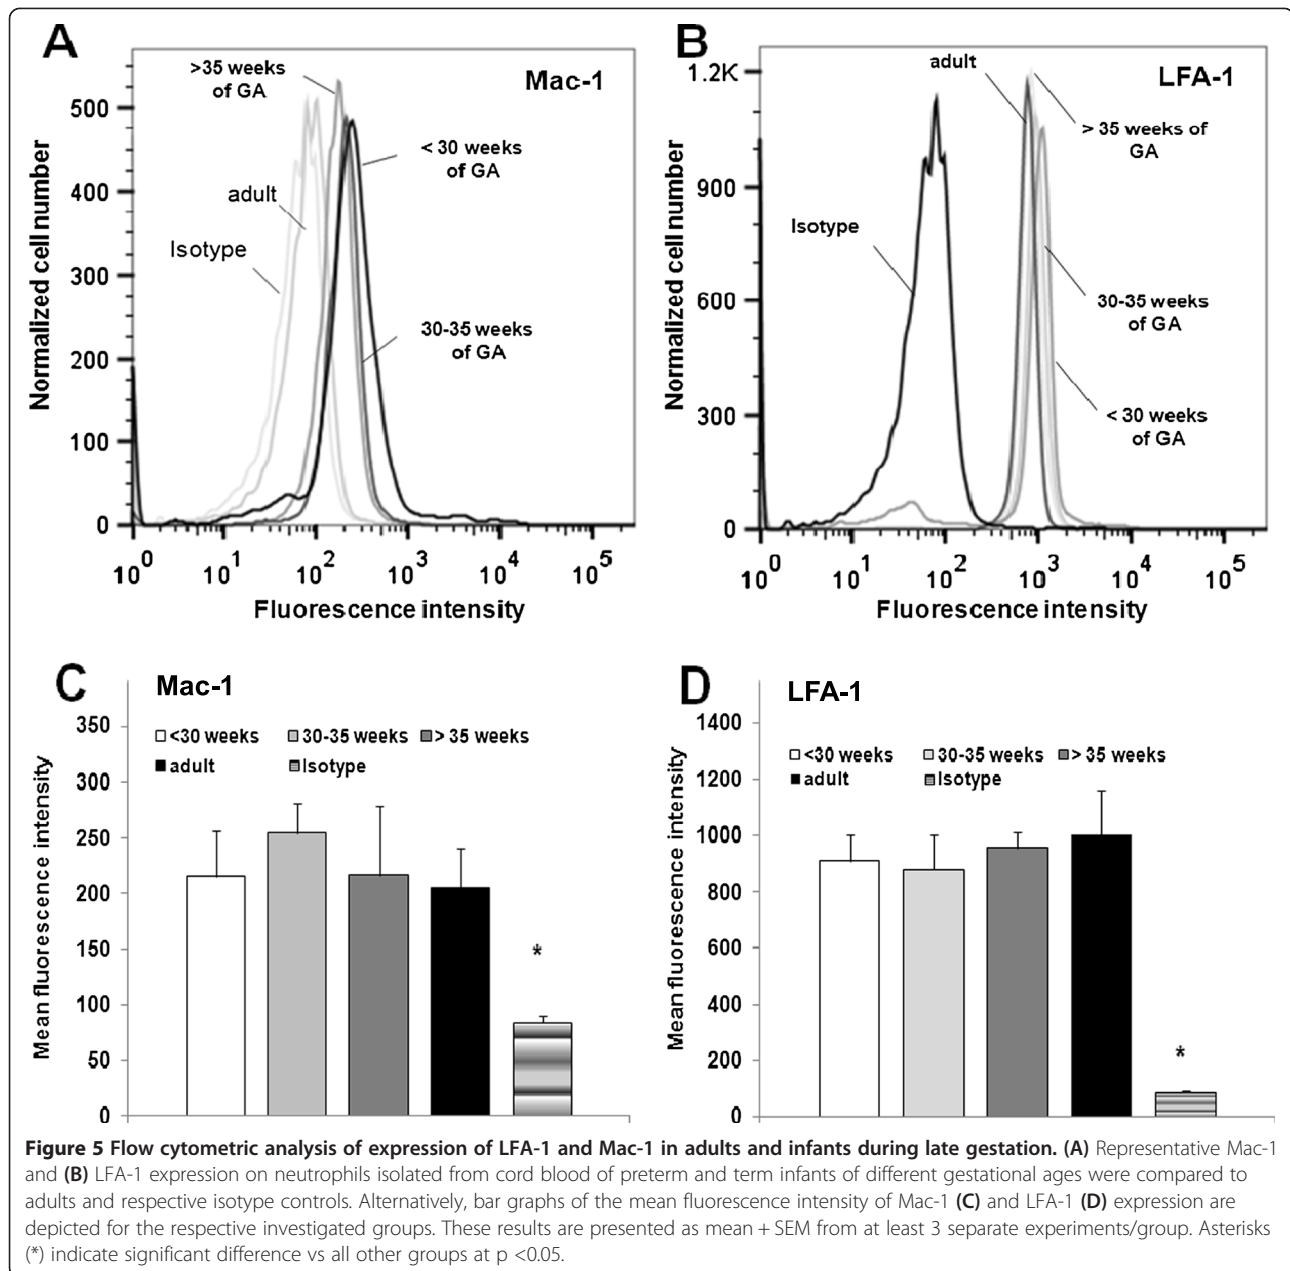 A
Mac-1
>35 weeks
of GA
< 30 weeks
of GA
adult
Isotype
30-35 weeks
of GA
Normalized cell number
500
400
300
200
100
0
10^0 10^1 10^2 10^3 10^4 10^5
Fluorescence intensity
B
LFA-1
adult
> 35 weeks of
GA
Isotype
30-35 weeks
of GA
< 30 weeks
of GA
Normalized cell number
1.2K
900
600
300
0
10^0 10^1 10^2 10^3 10^4 10^5
Fluorescence intensity
C
Mac-1
<30 weeks 30-35 weeks > 35 weeks
adult Isotype
Mean fluorescence intensity
350
300
250
200
150
100
50
0
*
D
LFA-1
<30 weeks 30-35 weeks > 35 weeks
adult Isotype
Mean fluorescence intensity
1400
1200
1000
800
600
400
200
0
*
Figure 5 Flow cytometric analysis of expression of LFA-1 and Mac-1 in adults and infants during late gestation. (A) Representative Mac-1
and (B) LFA-1 expression on neutrophils isolated from cord blood of preterm and term infants of different gestational ages were compared to
adults and respective isotype controls. Alternatively, bar graphs of the mean fluorescence intensity of Mac-1 (C) and LFA-1 (D) expression are
depicted for the respective investigated groups. These results are presented as mean + SEM from at least 3 separate experiments/group. Asterisks
(*) indicate significant difference vs all other groups at p <0.05.